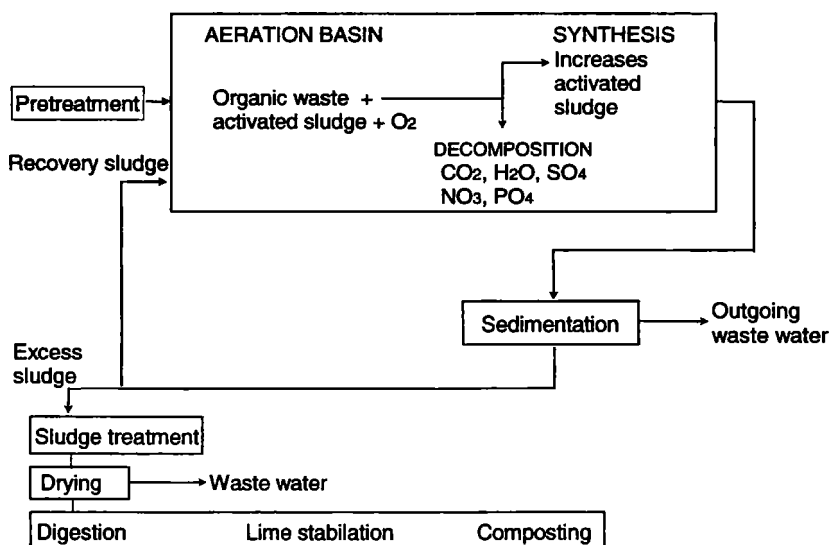 AERATION BASIN
SYNTHESIS
Increases
activated
sludge
Pretreatment
Organic waste +
activated sludge + O2
DECOMPOSITION
CO2, H2O, SO4
NO3, PO4
Recovery sludge
Sedimentation
Outgoing
waste water
Excess
sludge
Sludge treatment
Drying
Waste water
Digestion
Lime stabilation
Composting